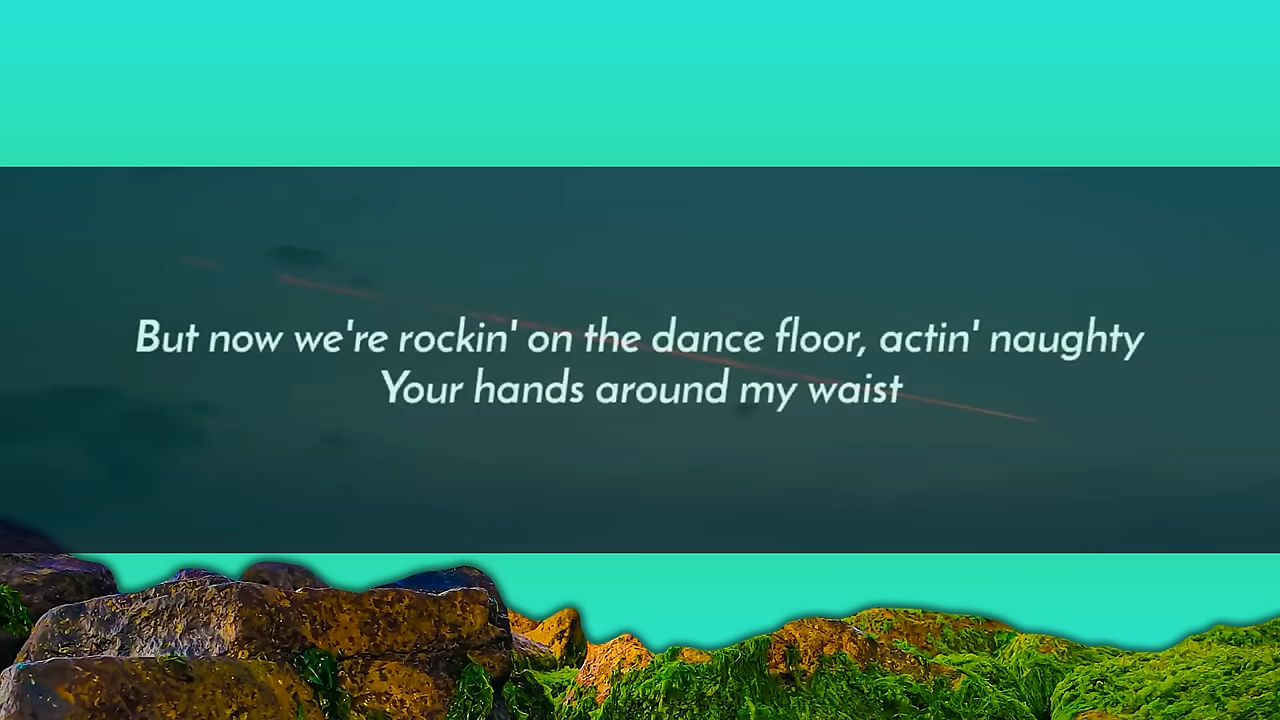 But now we're rockin' on the dance floor, actin' naughty
Your hands around my waist